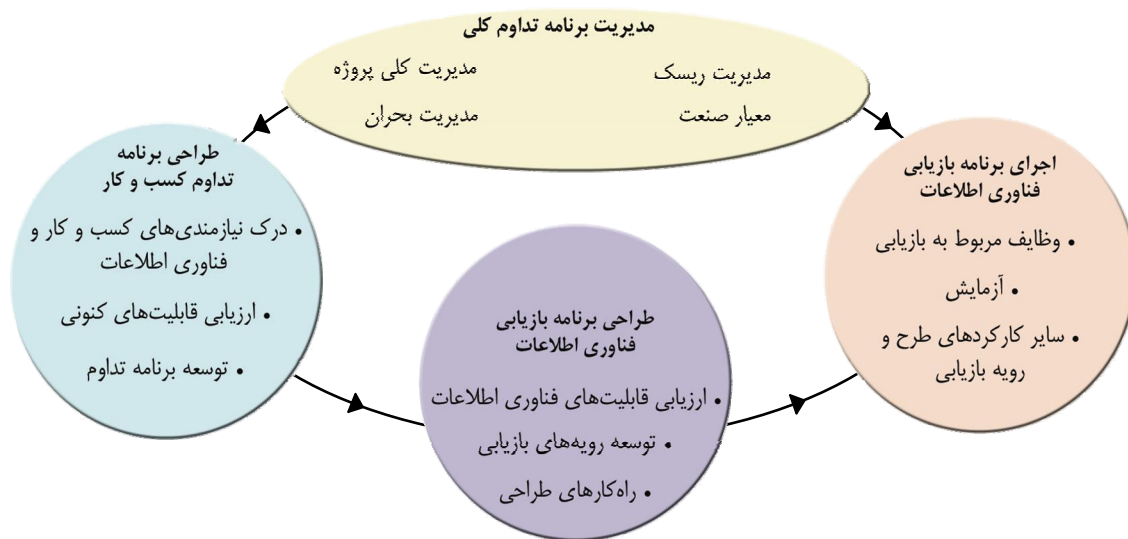 مدیریت برنامه تداوم کلی
مدیریت ریسک
مدیریت کلی پروژه
معیار صنعت
مدیریت بحران
اجرای برنامه بازیابی
فناوری اطلاعات
• وظایف مربوط به بازیابی
• آزمایش
• سایر کارکردهای طرح و
رویه بازیابی
طراحی برنامه بازیابی
فناوری اطلاعات
• ارزیابی قابلیت‌های فناوری اطلاعات
• توسعه رویه‌های بازیابی
• راه‌کارهای طراحی
طراحی برنامه
تداوم کسب و کار
• درک نیازمندی‌های کسب و کار و
فناوری اطلاعات
• ارزیابی قابلیت‌های کنونی
• توسعه برنامه تداوم